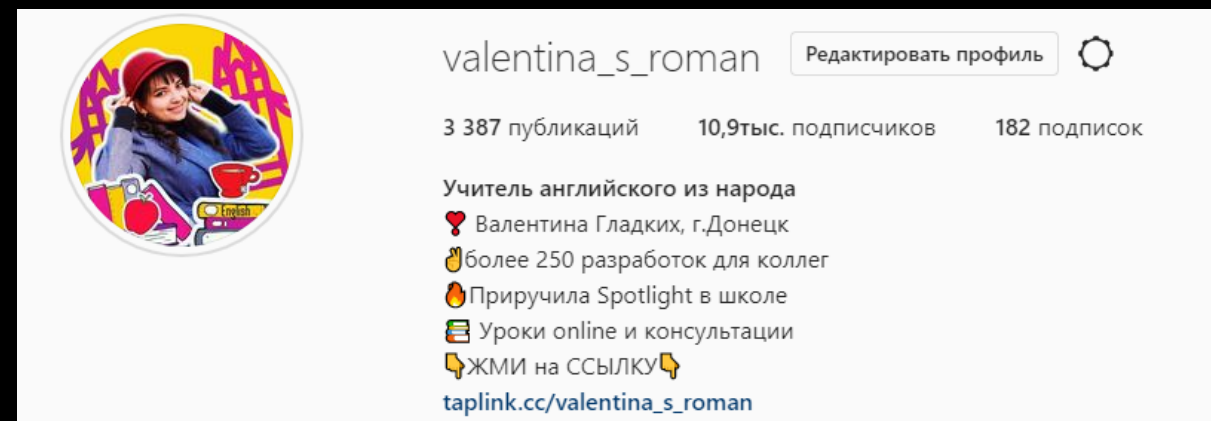 valentina_s_roman Редактировать профиль
3 387 публикаций 10,9тыс. подписчиков 182 подписок
Учитель английского из народа
❣️ Валентина Гладких, г.Донецк
✌️более 250 разработок для коллег
🔥Приручила Spotlight в школе
📚 Уроки online и консультации
👇ЖМИ на ССЫЛКУ👇
taplink.cc/valentina_s_roman
English